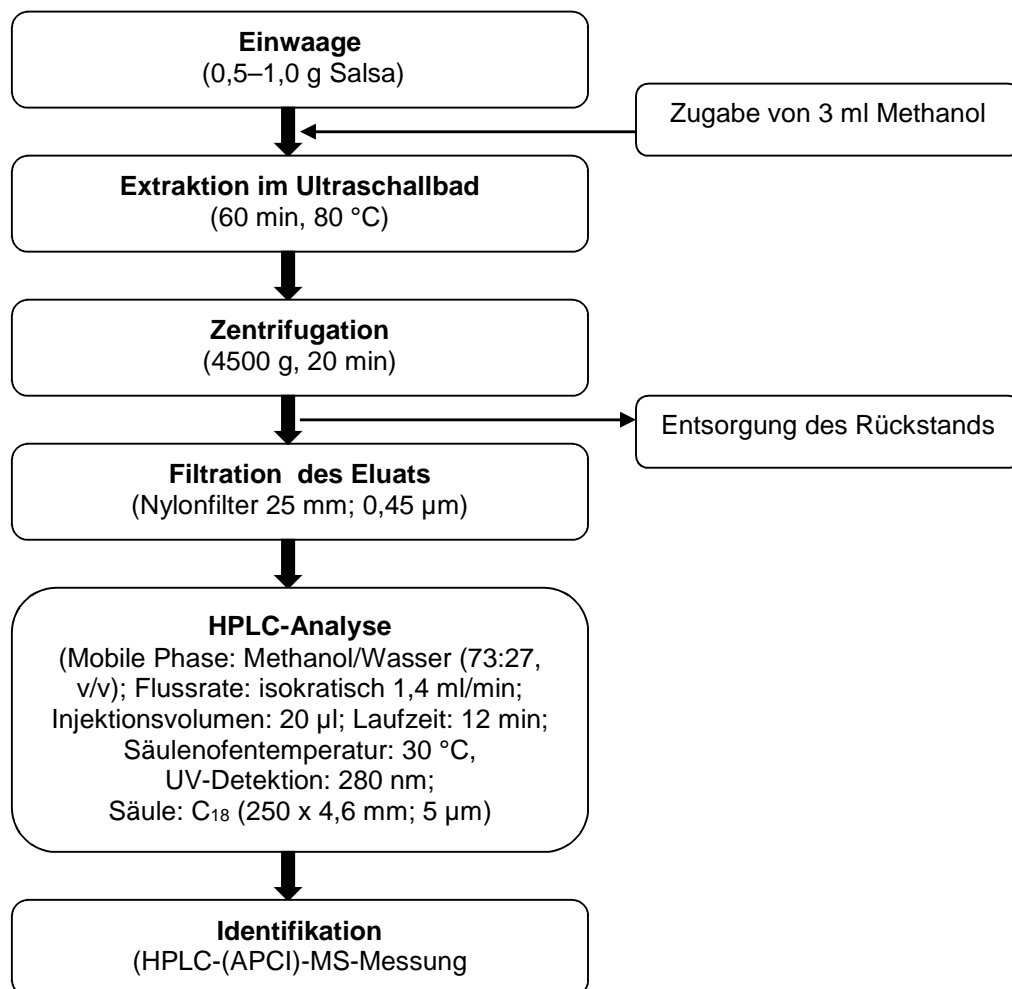 Einwaage
(0,5–1,0 g Salsa)
Zugabe von 3 ml Methanol
Extraktion im Ultraschallbad
(60 min, 80 °C)
Zentrifugation
(4500 g, 20 min)
Entsorgung des Rückstands
Filtration des Eluats
(Nylonfilter 25 mm; 0,45 µm)
HPLC-Analyse
(Mobile Phase: Methanol/Wasser (73:27,
v/v); Flussrate: isokratisch 1,4 ml/min;
Injektionsvolumen: 20 µl; Laufzeit: 12 min;
Säulenofentemperatur: 30 °C,
UV-Detektion: 280 nm;
Säule: C₁₈ (250 x 4,6 mm; 5 µm)
Identifikation
(HPLC-(APCI)-MS-Messung